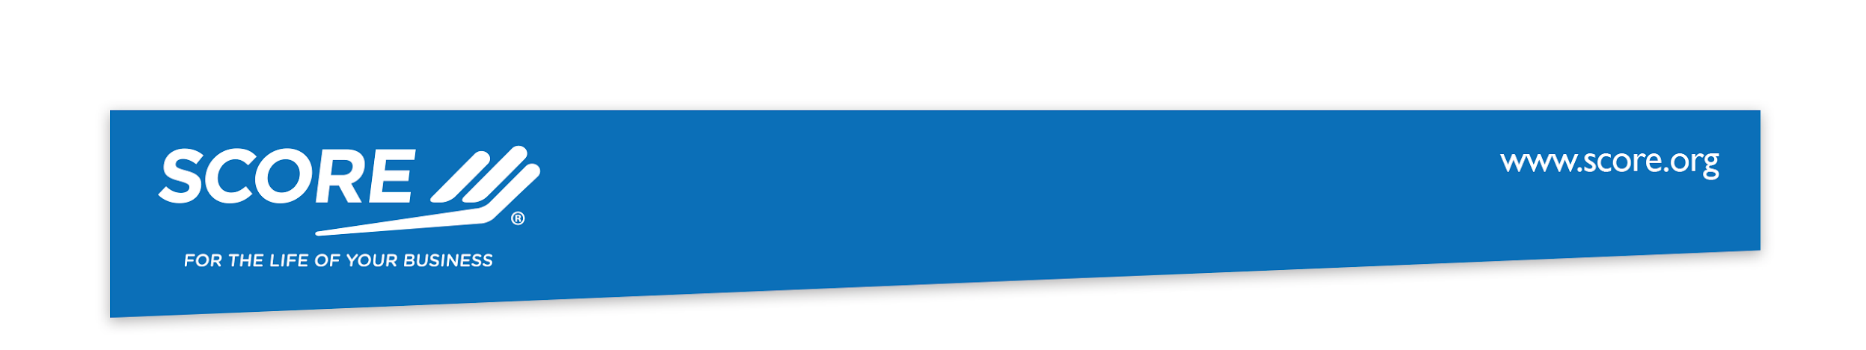 SCORE
®
FOR THE LIFE OF YOUR BUSINESS
www.score.org